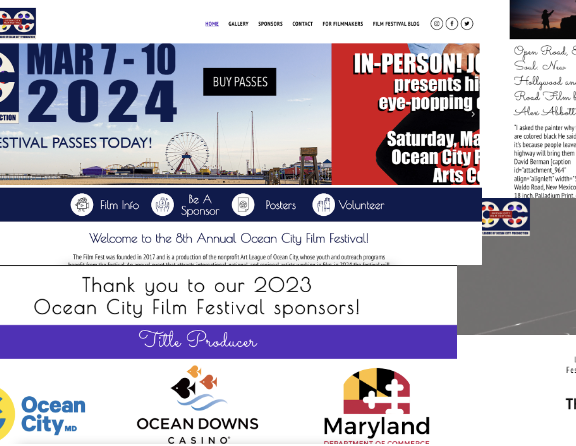 HOME GALLERY SPONSORS CONTACT FOR FILMMAKERS FILM FESTIVAL BLOG
MAR 7 - 10
2024
ESTIVAL PASSES TODAY!
BUY PASSES
IN-PERSON! JO
presents hi
eye-popping
Saturday, Ma
Ocean City P
Arts C
Film Info
Be A
Sponsor
Posters
Volunteer
Welcome to the 8th Annual Ocean City Film Festival!
The Film Fest was founded in 2017 and is a production of the nonprofit Art League of Ocean City, whose youth and outreach programs
Thank you to our 2023
Ocean City Film Festival sponsors!
Title Producer
Ocean
City MD
OCEAN DOWNS
CASINO
Maryland
DEPARTMENT OF COMMERCE
Open Road,
Soul: New
Hollywood an
Road Film
Alex Abbott
"I asked the painter why
are colored black He said
it's because people leave
highway will bring them
David Berman [caption
id="attachment_964"
align="alignleft" width="
Waldo Road, New Mexico
18 inch Palladium Print
Fes